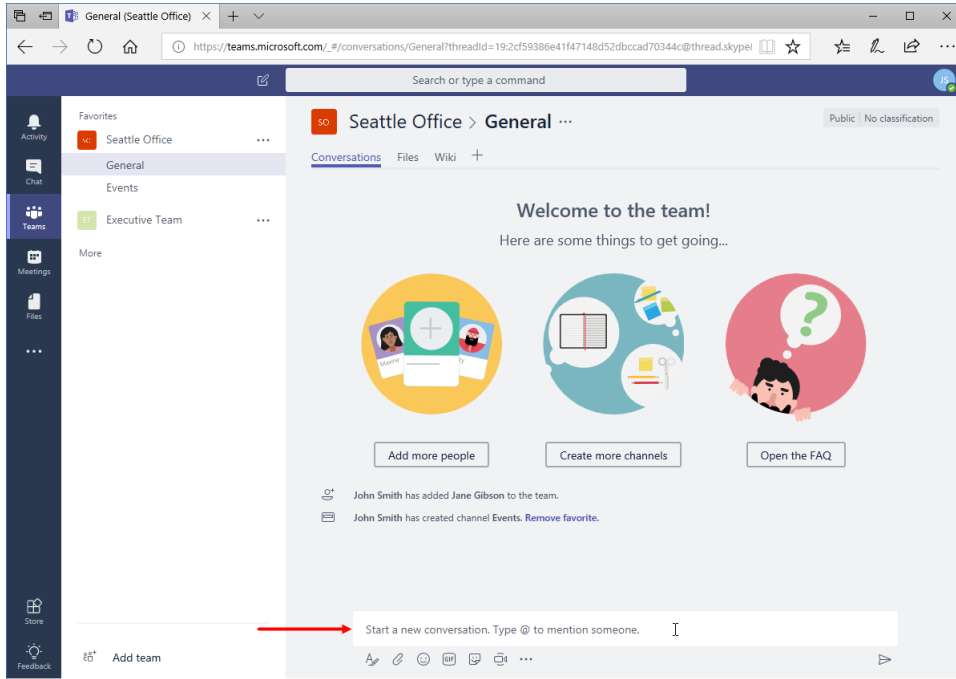 General (Seattle Office)
https://teams.microsoft.com/_#/conversations/General?threadId=19:2cf59386e41f47148d52dbccad70344c@thread.skype
Search or type a command
JS
Activity
Chat
Teams
Meetings
Files
Store
Feedback
Favorites
Seattle Office
General
Events
ET
Executive Team
More
Add team
SO
Seattle Office > General
Public
No classification
Conversations
Files
Wiki
Welcome to the team!
Here are some things to get going...
Maxine
Add more people
Create more channels
Open the FAQ
John Smith has added Jane Gibson to the team.
John Smith has created channel Events. Remove favorite.
Start a new conversation. Type @ to mention someone.
GIF